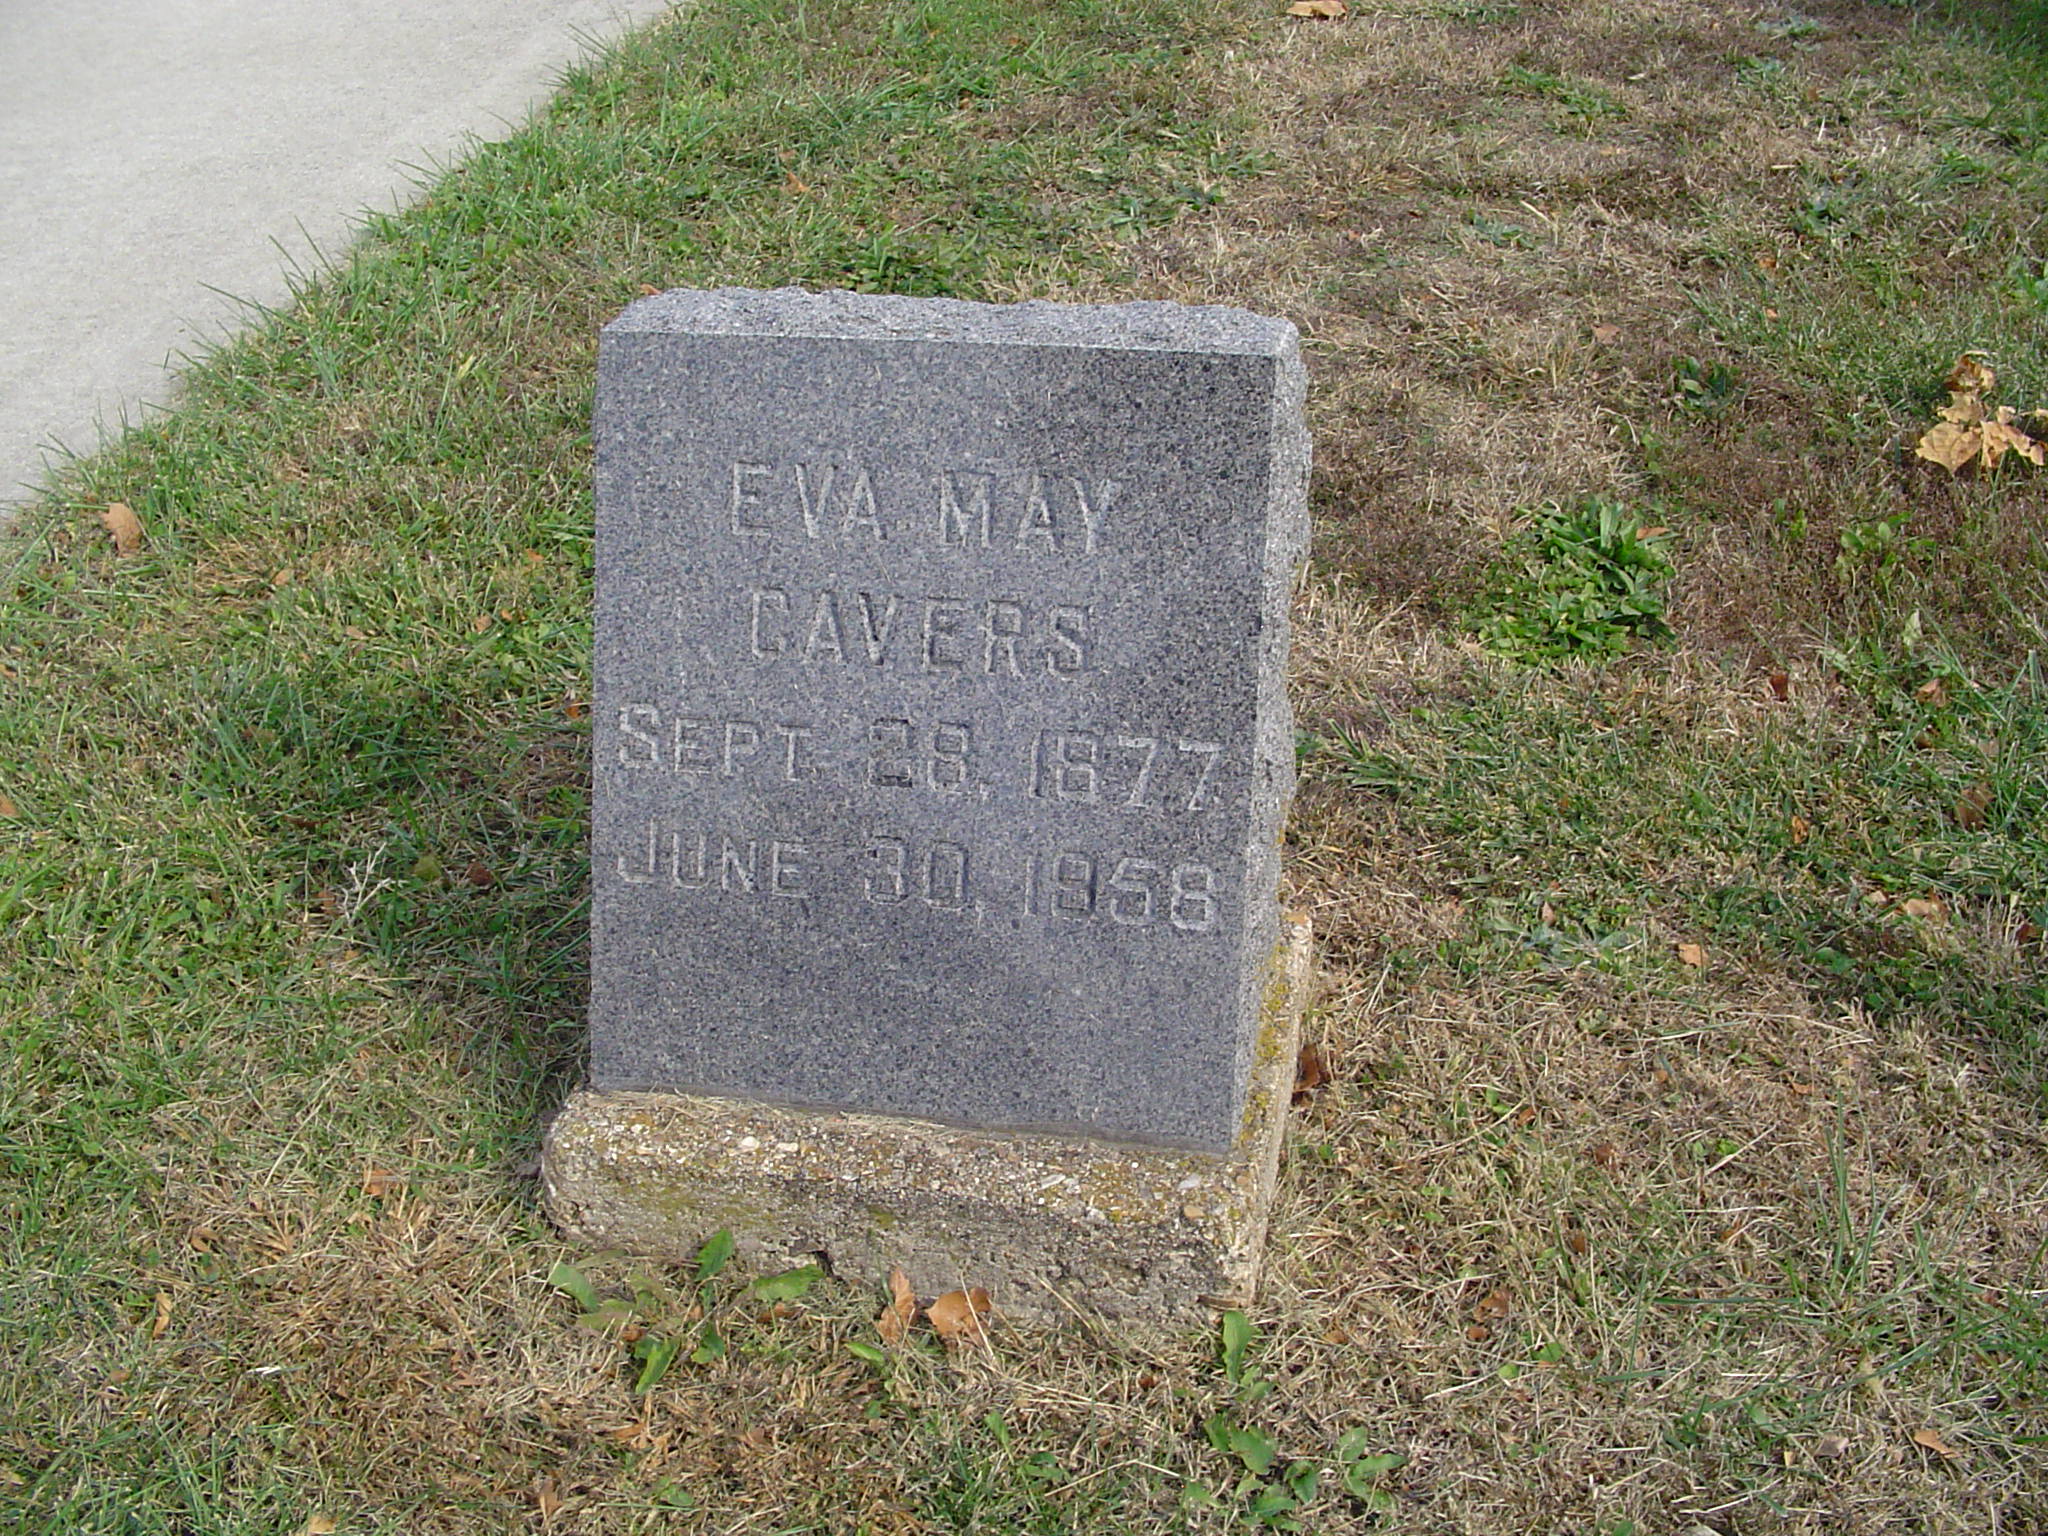 EVA MAY
CAVERS
SEPT 28, 1877
JUNE 30, 1958